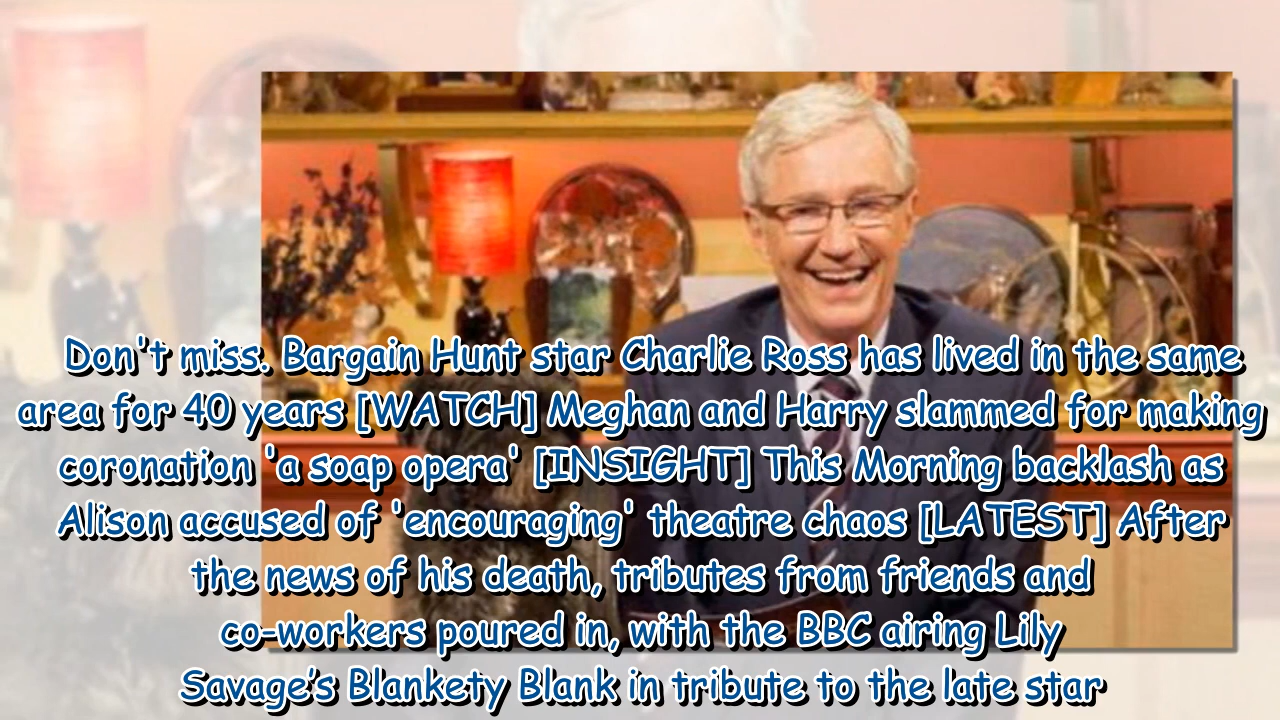 Don't miss. Bargain Hunt star Charlie Ross has lived in the same
area for 40 years [WATCH] Meghan and Harry slammed for making
coronation 'a soap opera' [INSIGHT] This Morning backlash as
Alison accused of 'encouraging' theatre chaos [LATEST] After
the news of his death, tributes from friends and
co-workers poured in, with the BBC airing Lily
Savage’s Blankety Blank in tribute to the late star